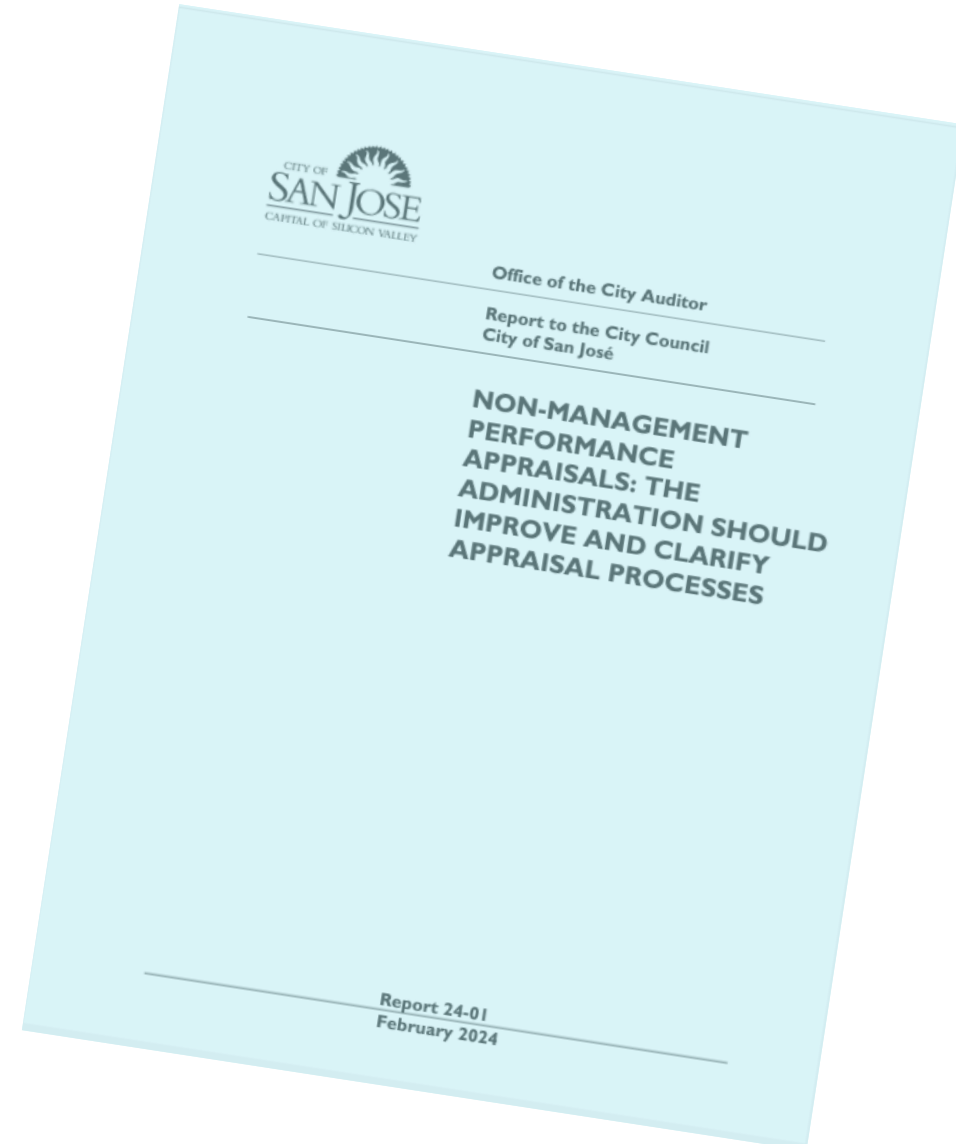 CITY OF
SAN JOSE
CAPITAL OF SILICON VALLEY
Office of the City Auditor
Report to the City Council
City of San José
NON-MANAGEMENT
PERFORMANCE
APPRAISALS: THE
ADMINISTRATION SHOULD
IMPROVE AND CLARIFY
APPRAISAL PROCESSES
Report 24-01
February 2024